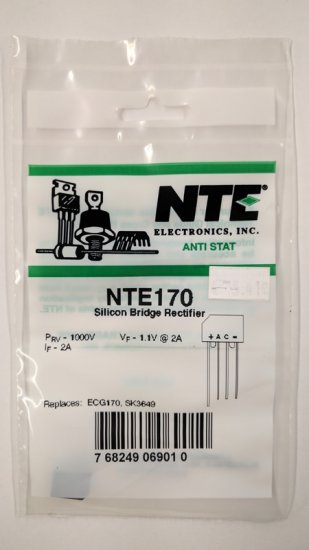 NTE®
ELECTRONICS, INC.
ANTI STAT
NTE170
Silicon Bridge Rectifier
PRV - 1000V VF - 1.1V @ 2A
IF - 2A
+ A C −
Replaces: ECG170, SK3649
7 68249 06901 0